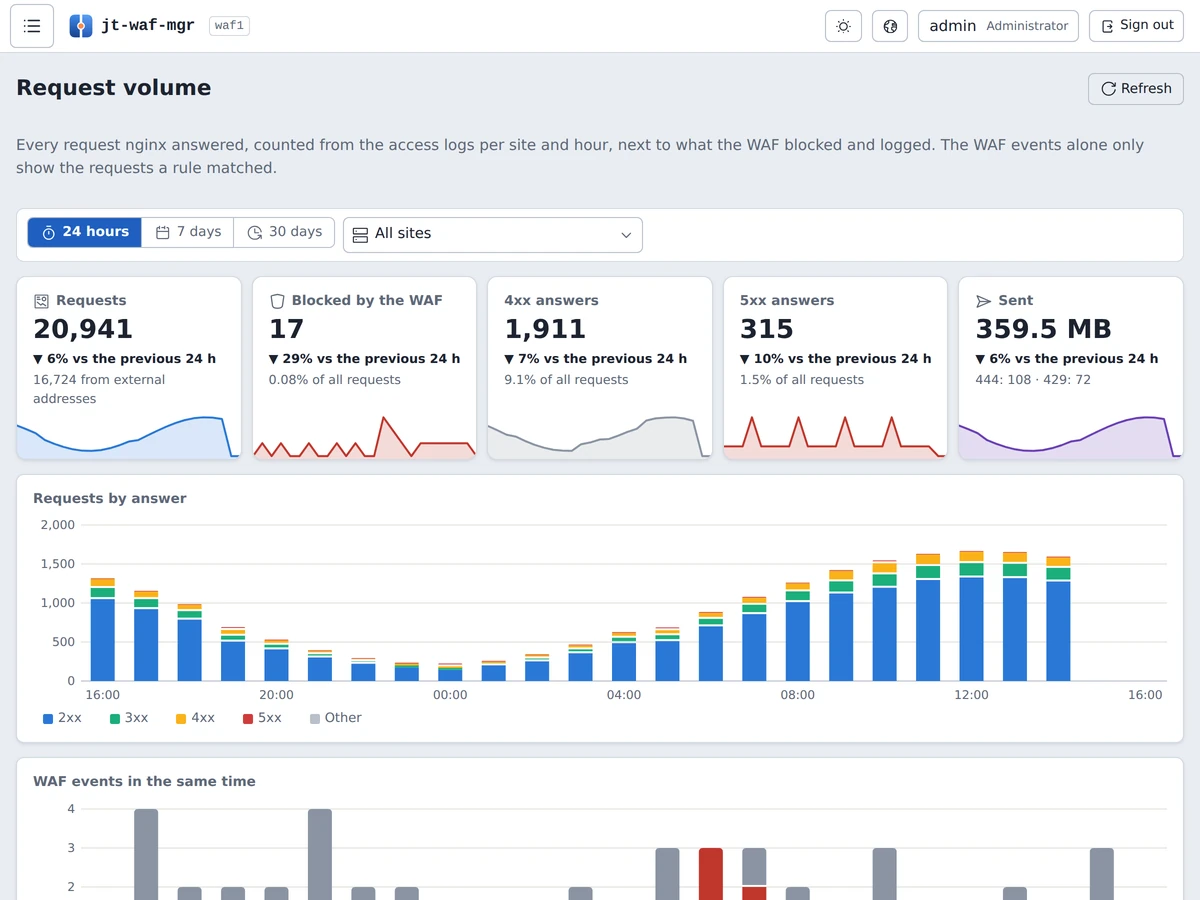 jt-waf-mgr waf1 admin Administrator Sign out
Request volume
Refresh
Every request nginx answered, counted from the access logs per site and hour, next to what the WAF blocked and logged. The WAF events alone only
show the requests a rule matched.
24 hours 7 days 30 days All sites
Requests
20,941
▼ 6% vs the previous 24 h
16,724 from external
addresses
Blocked by the WAF
17
▼ 29% vs the previous 24 h
0.08% of all requests
4xx answers
1,911
▼ 7% vs the previous 24 h
9.1% of all requests
5xx answers
315
▼ 10% vs the previous 24 h
1.5% of all requests
Sent
359.5 MB
▼ 6% vs the previous 24 h
444: 108 · 429: 72
Requests by answer
2,000
1,500
1,000
500
0
16:00 20:00 00:00 04:00 08:00 12:00 16:00
2xx 3xx 4xx 5xx Other
WAF events in the same time
4
3
2